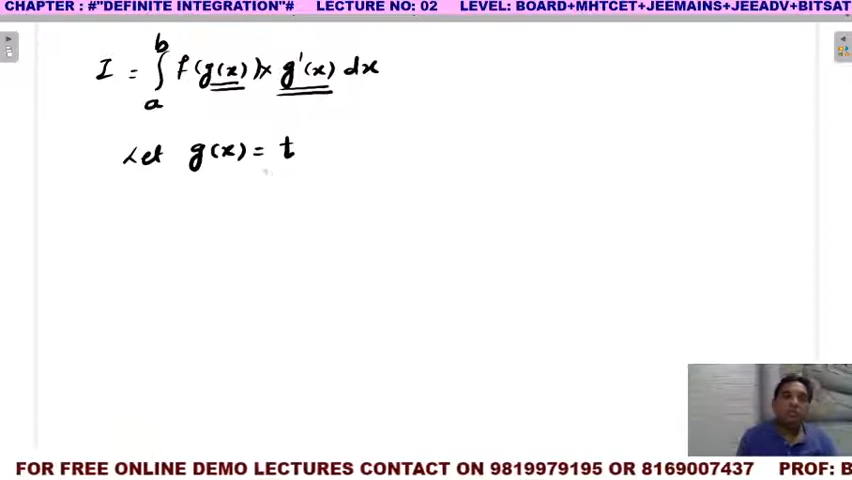 CHAPTER : #"DEFINITE INTEGRATION"# LECTURE NO: 02 LEVEL: BOARD+MHTCET+JEEMAINS+JEEADV+BITSAT
I = ∫_a^b f(g(x)) × g'(x) dx
Let g(x) = t
FOR FREE ONLINE DEMO LECTURES CONTACT ON 9819979195 OR 8169007437 PROF: B